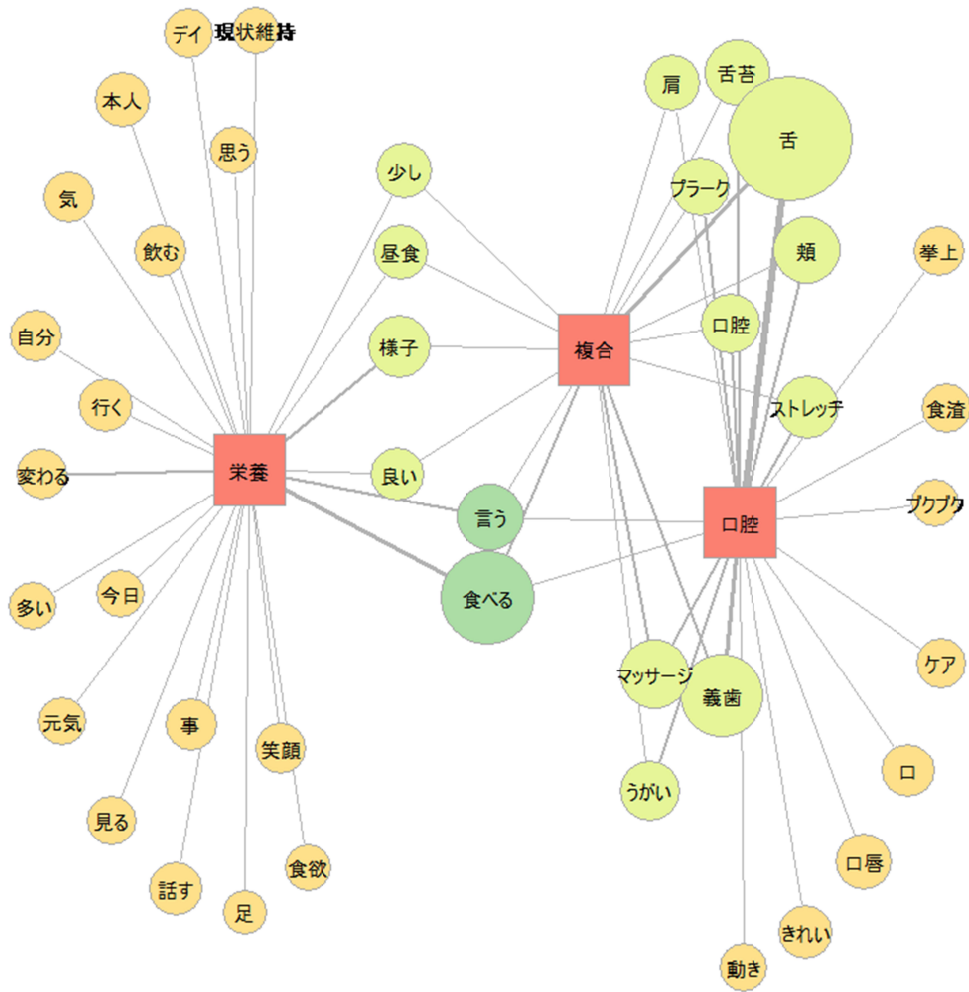 デイ
現状維持
肩
舌苔
舌
本人
思う
少し
プラーク
気
飲む
昼食
頬
挙上
自分
様子
複合
口腔
行く
ストレッチ
食渣
変わる
栄養
良い
言う
口腔
ブクブク
多い
今日
食べる
マッサージ
義歯
ケア
元気
事
笑顔
うがい
口
見る
話す
食欲
口唇
足
きれい
動き